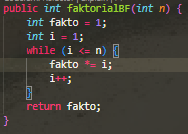 public int faktorialBF(int n) {
int fakto = 1;
int i = 1;
while (i <= n) {
fakto *= i;
i++;
}
return fakto;
}